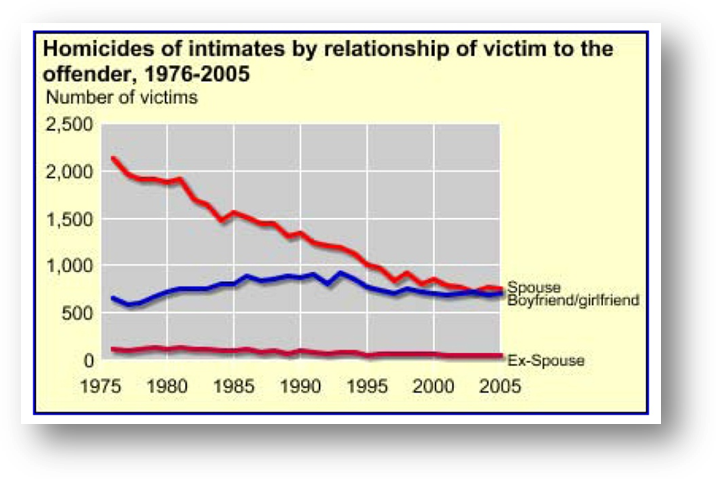 Homicides of intimates by relationship of victim to the
offender, 1976-2005
Number of victims
2,500
2,000
1,500
1,000
500
0
1975 1980 1985 1990 1995 2000 2005
Spouse
Boyfriend/girlfriend
Ex-Spouse